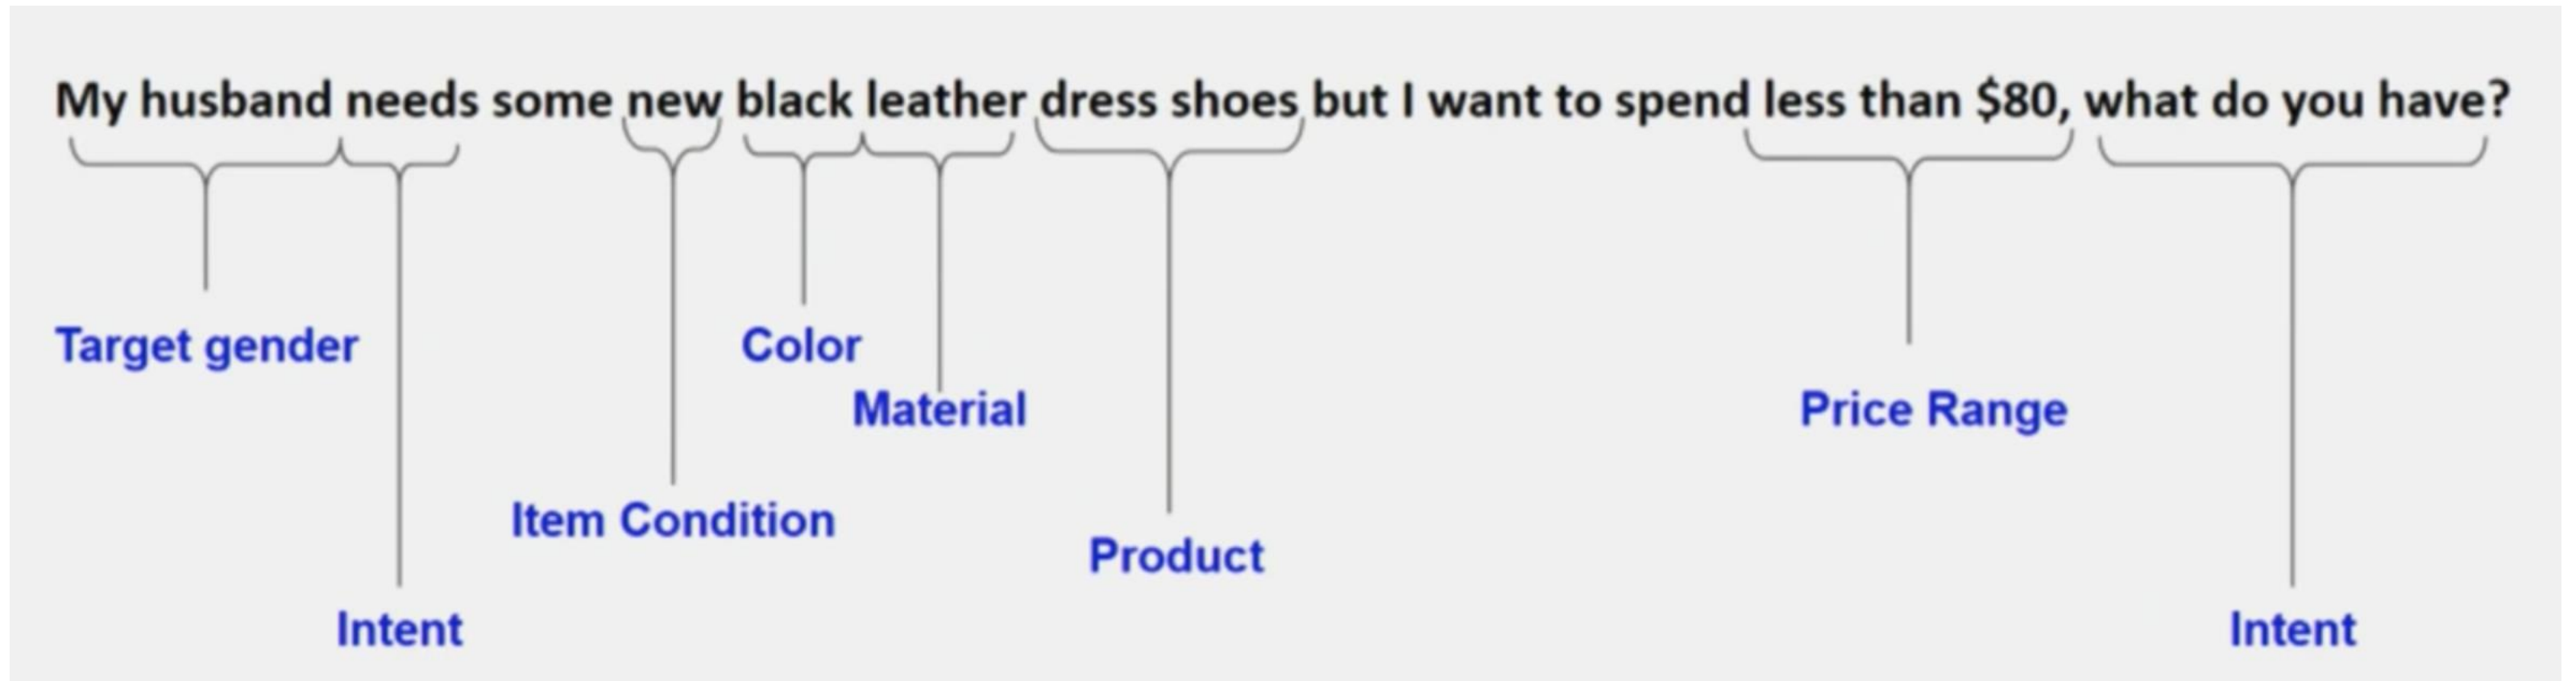 My husband needs some new black leather dress shoes but I want to spend less than $80, what do you have?
Target gender
Color
Material
Price Range
Item Condition
Product
Intent
Intent